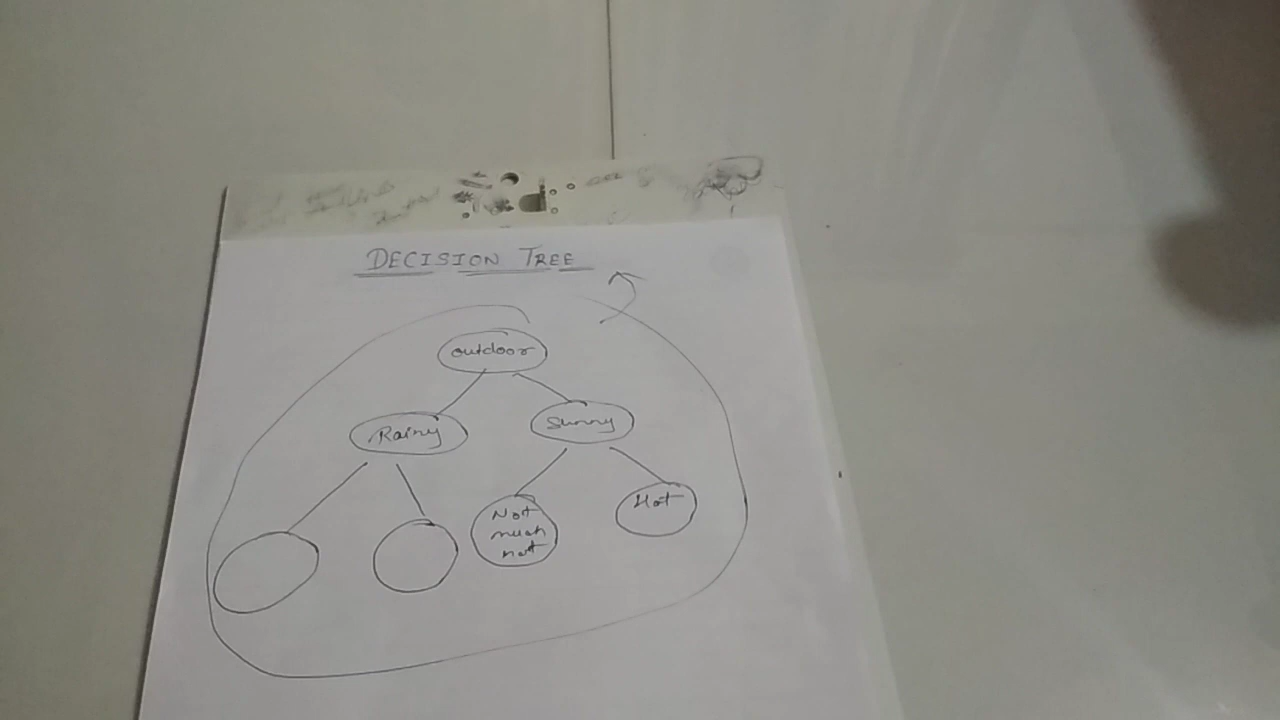 DECISION TREE
outdoor
Rainy
Sunny
Not
much
hot
Hot